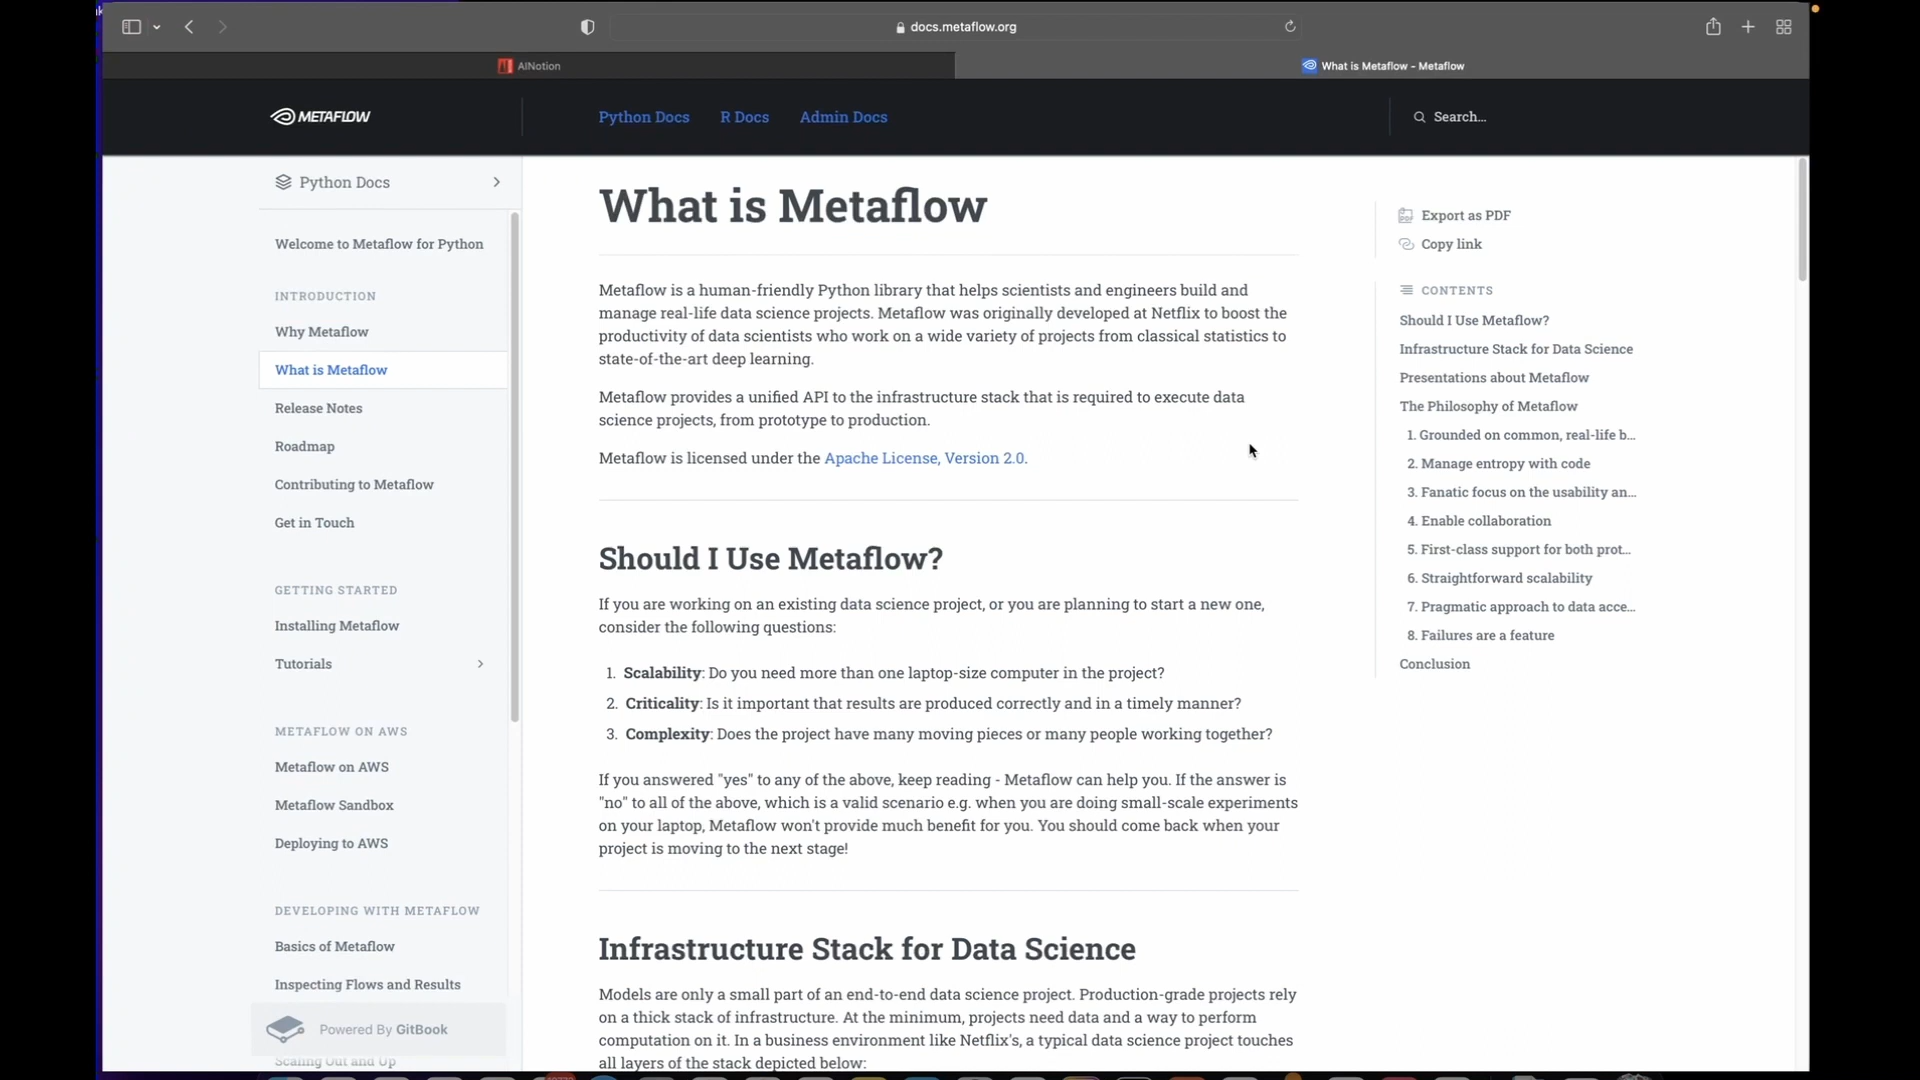 docs.metaflow.org
AINotion
What is Metaflow - Metaflow
METAFLOW
Python Docs
R Docs
Admin Docs
Search...
Python Docs
Welcome to Metaflow for Python
INTRODUCTION
Why Metaflow
What is Metaflow
Release Notes
Roadmap
Contributing to Metaflow
Get in Touch
GETTING STARTED
Installing Metaflow
Tutorials
METAFLOW ON AWS
Metaflow on AWS
Metaflow Sandbox
Deploying to AWS
DEVELOPING WITH METAFLOW
Basics of Metaflow
Inspecting Flows and Results
Powered By GitBook
Scaling Out and Up
What is Metaflow
Metaflow is a human-friendly Python library that helps scientists and engineers build and
manage real-life data science projects. Metaflow was originally developed at Netflix to boost the
productivity of data scientists who work on a wide variety of projects from classical statistics to
state-of-the-art deep learning.
Metaflow provides a unified API to the infrastructure stack that is required to execute data
science projects, from prototype to production.
Metaflow is licensed under the Apache License, Version 2.0.
Should I Use Metaflow?
If you are working on an existing data science project, or you are planning to start a new one,
consider the following questions:
1. Scalability: Do you need more than one laptop-size computer in the project?
2. Criticality: Is it important that results are produced correctly and in a timely manner?
3. Complexity: Does the project have many moving pieces or many people working together?
If you answered "yes" to any of the above, keep reading - Metaflow can help you. If the answer is
"no" to all of the above, which is a valid scenario e.g. when you are doing small-scale experiments
on your laptop, Metaflow won't provide much benefit for you. You should come back when your
project is moving to the next stage!
Infrastructure Stack for Data Science
Models are only a small part of an end-to-end data science project. Production-grade projects rely
on a thick stack of infrastructure. At the minimum, projects need data and a way to perform
computation on it. In a business environment like Netflix's, a typical data science project touches
all layers of the stack depicted below:
Export as PDF
Copy link
CONTENTS
Should I Use Metaflow?
Infrastructure Stack for Data Science
Presentations about Metaflow
The Philosophy of Metaflow
1. Grounded on common, real-life b...
2. Manage entropy with code
3. Fanatic focus on the usability an...
4. Enable collaboration
5. First-class support for both prot...
6. Straightforward scalability
7. Pragmatic approach to data acce...
8. Failures are a feature
Conclusion